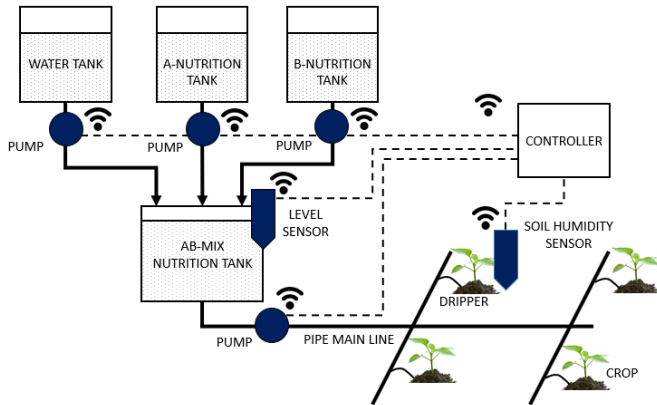 WATER TANK
A-NUTRITION
TANK
B-NUTRITION
TANK
PUMP
PUMP
PUMP
CONTROLLER
LEVEL
SENSOR
SOIL HUMIDITY
SENSOR
AB-MIX
NUTRITION TANK
DRIPPER
PUMP
PIPE MAIN LINE
CROP